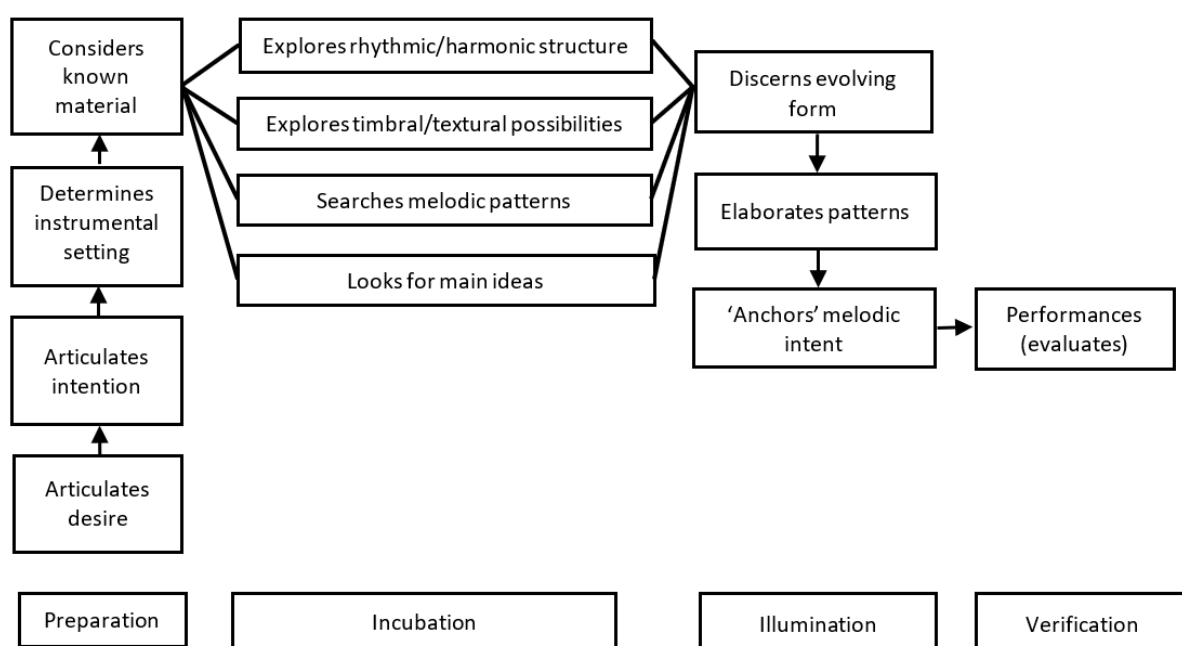 Considers
known
material
Determines
instrumental
setting
Articulates
intention
Articulates
desire
Explores rhythmic/harmonic structure
Explores timbral/textural possibilities
Searches melodic patterns
Looks for main ideas
Discerns evolving
form
Elaborates patterns
‘Anchors’ melodic
intent
Performances
(evaluates)
Preparation
Incubation
Illumination
Verification